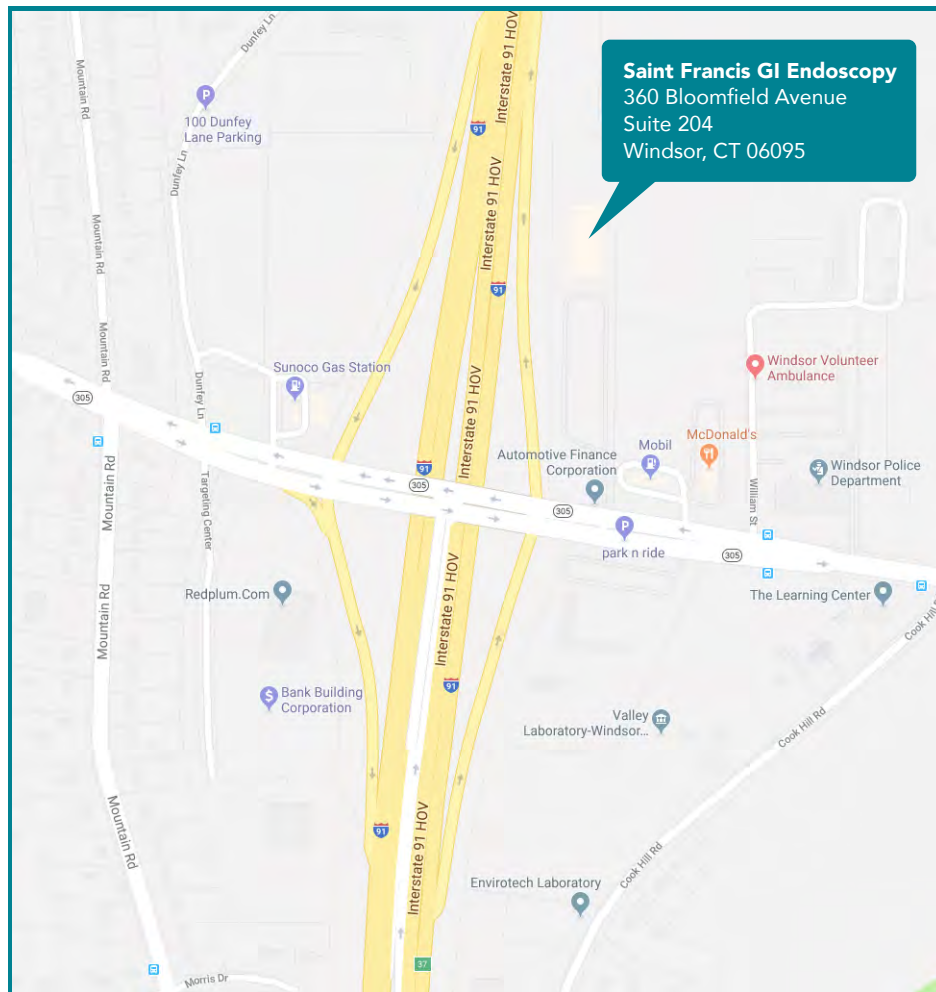 Dunfey Ln
Mountain Rd
Interstate 91 HOV
91
Saint Francis GI Endoscopy
360 Bloomfield Avenue
Suite 204
Windsor, CT 06095
P
100 Dunfey
Lane Parking
91
Dunfey Ln
Interstate 91 HOV
Mountain Rd
91
Mountain Rd
Sunoco Gas Station
Windsor Volunteer
Ambulance
305
Dunfey Ln
Interstate 91 HOV
Automotive Finance
Corporation
Mobil
McDonald's
91
Windsor Police
Department
Mountain Rd
305
William St
305
Targeting Center
P
park n ride
305
Redplum.Com
Interstate 91 HOV
The Learning Center
Mountain Rd
Cook Hill Rd
91
$
Bank Building
Corporation
Valley
Laboratory-Windsor...
Cook Hill Rd
Mountain Rd
91
Interstate 91 HOV
Cook Hill Rd
Envirotech Laboratory
37
Morris Dr